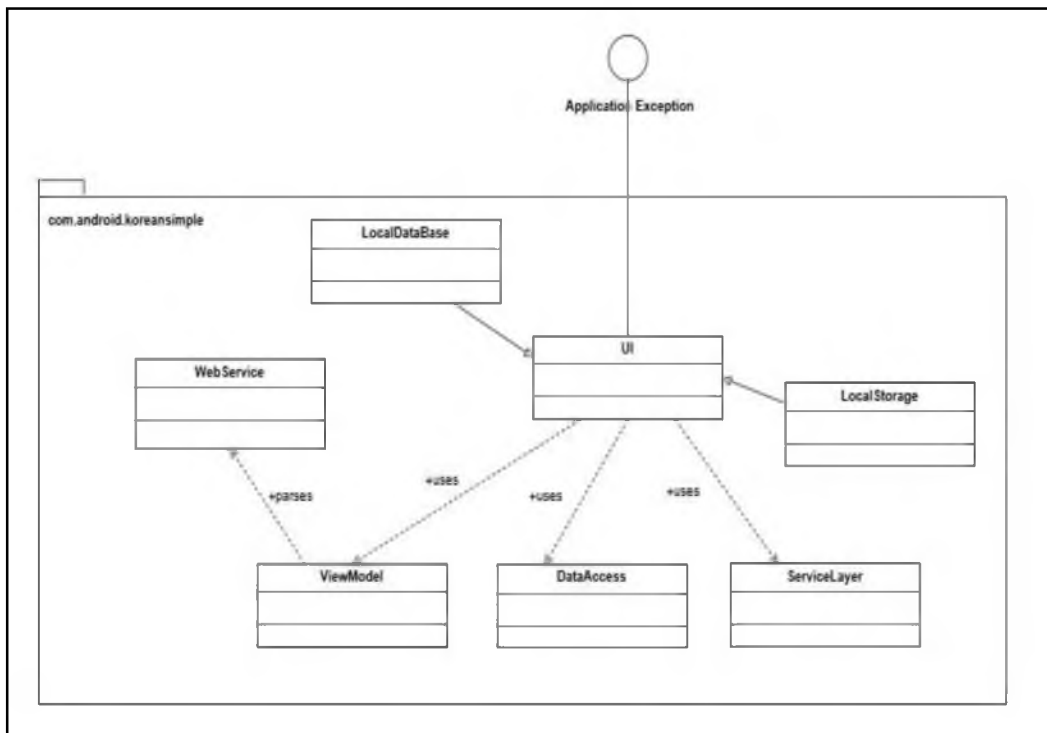 Application Exception
com.android.koreansimple
LocalDataBase
UI
WebService
LocalStorage
+uses
+parses
+uses
+uses
ViewModel
DataAccess
ServiceLayer